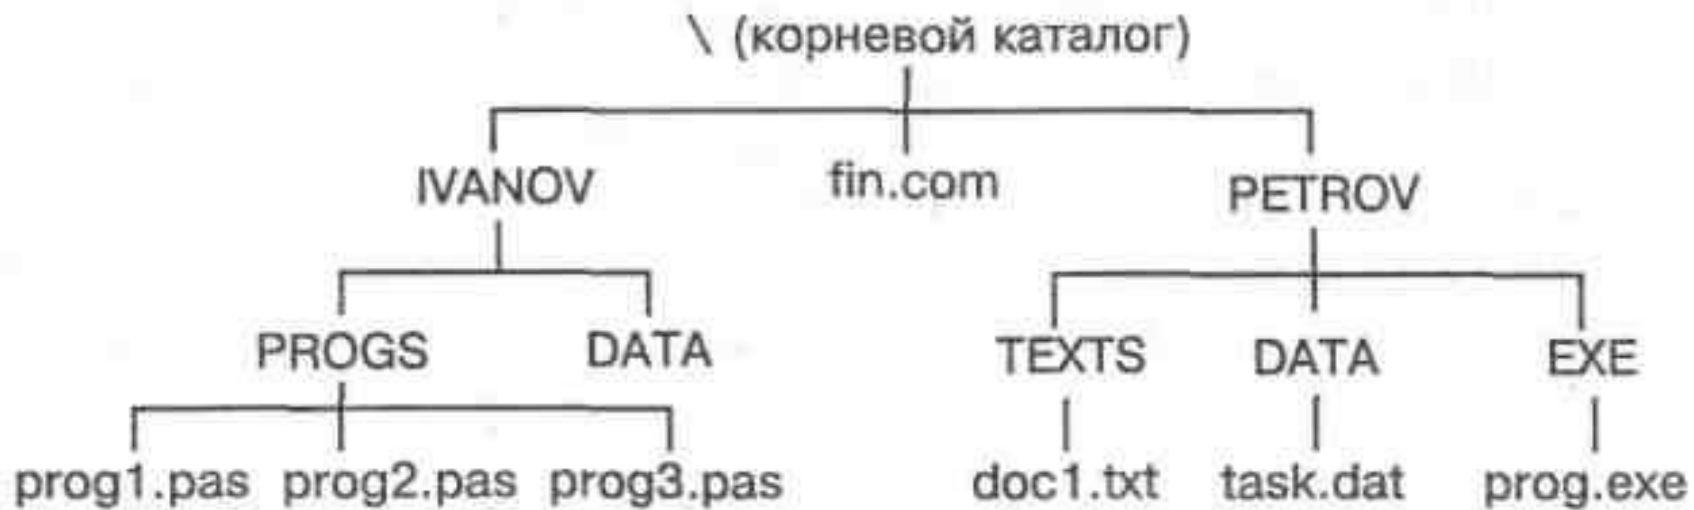 \ (корневой каталог)
IVANOV fin.com PETROV
PROGS DATA TEXTS DATA EXE
prog1.pas prog2.pas prog3.pas doc1.txt task.dat prog.exe